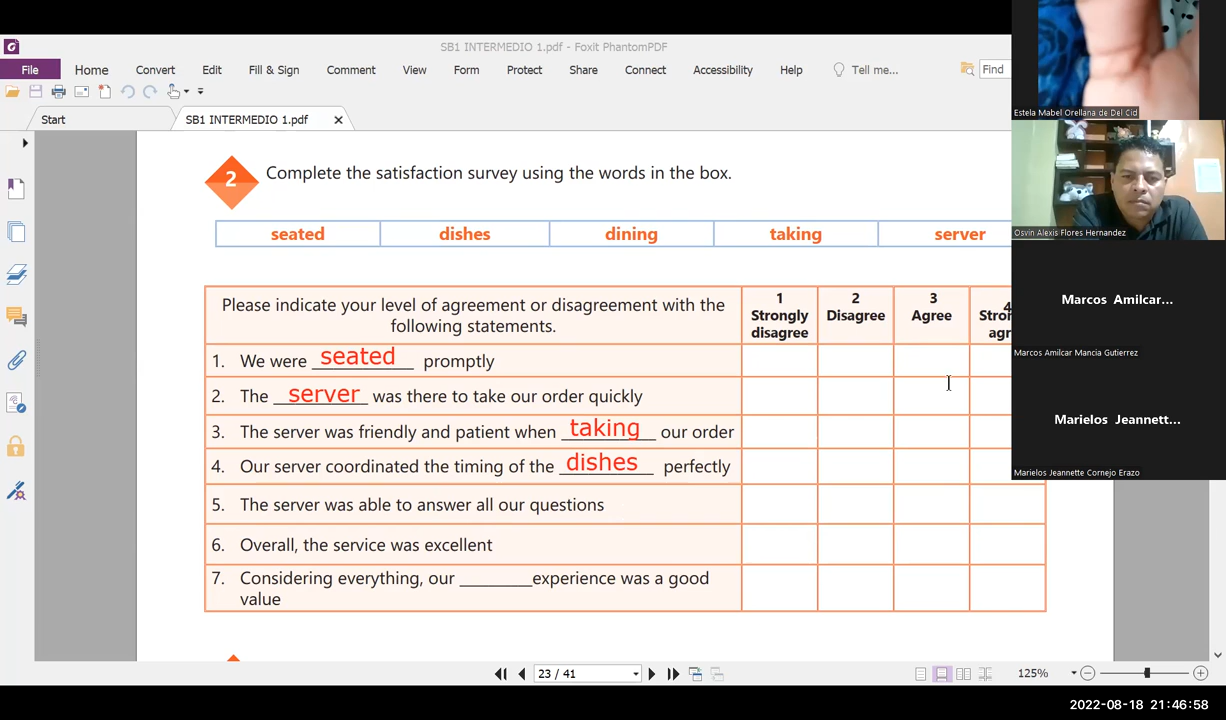 SB1 INTERMEDIO 1.pdf - Foxit PhantomPDF
File Home Convert Edit Fill & Sign Comment View Form Protect Share Connect Accessibility Help Tell me... Find
Start SB1 INTERMEDIO 1.pdf
2 Complete the satisfaction survey using the words in the box.
seated dishes dining taking server
Please indicate your level of agreement or disagreement with the
following statements.
1
Strongly
disagree
2
Disagree
3
Agree
4
1. We were seated promptly
2. The server was there to take our order quickly
3. The server was friendly and patient when taking our order
4. Our server coordinated the timing of the dishes perfectly
5. The server was able to answer all our questions
6. Overall, the service was excellent
7. Considering everything, our ________experience was a good
value
23 / 41
125%
Estela Mabel Orellana de Del Cid
Osvin Alexis Flores Hernandez
Marcos Amilcar...
Marcos Amilcar Mancia Gutierrez
Marielos Jeannett...
Marielos Jeannette Cornejo Erazo
2022-08-18 21:46:58